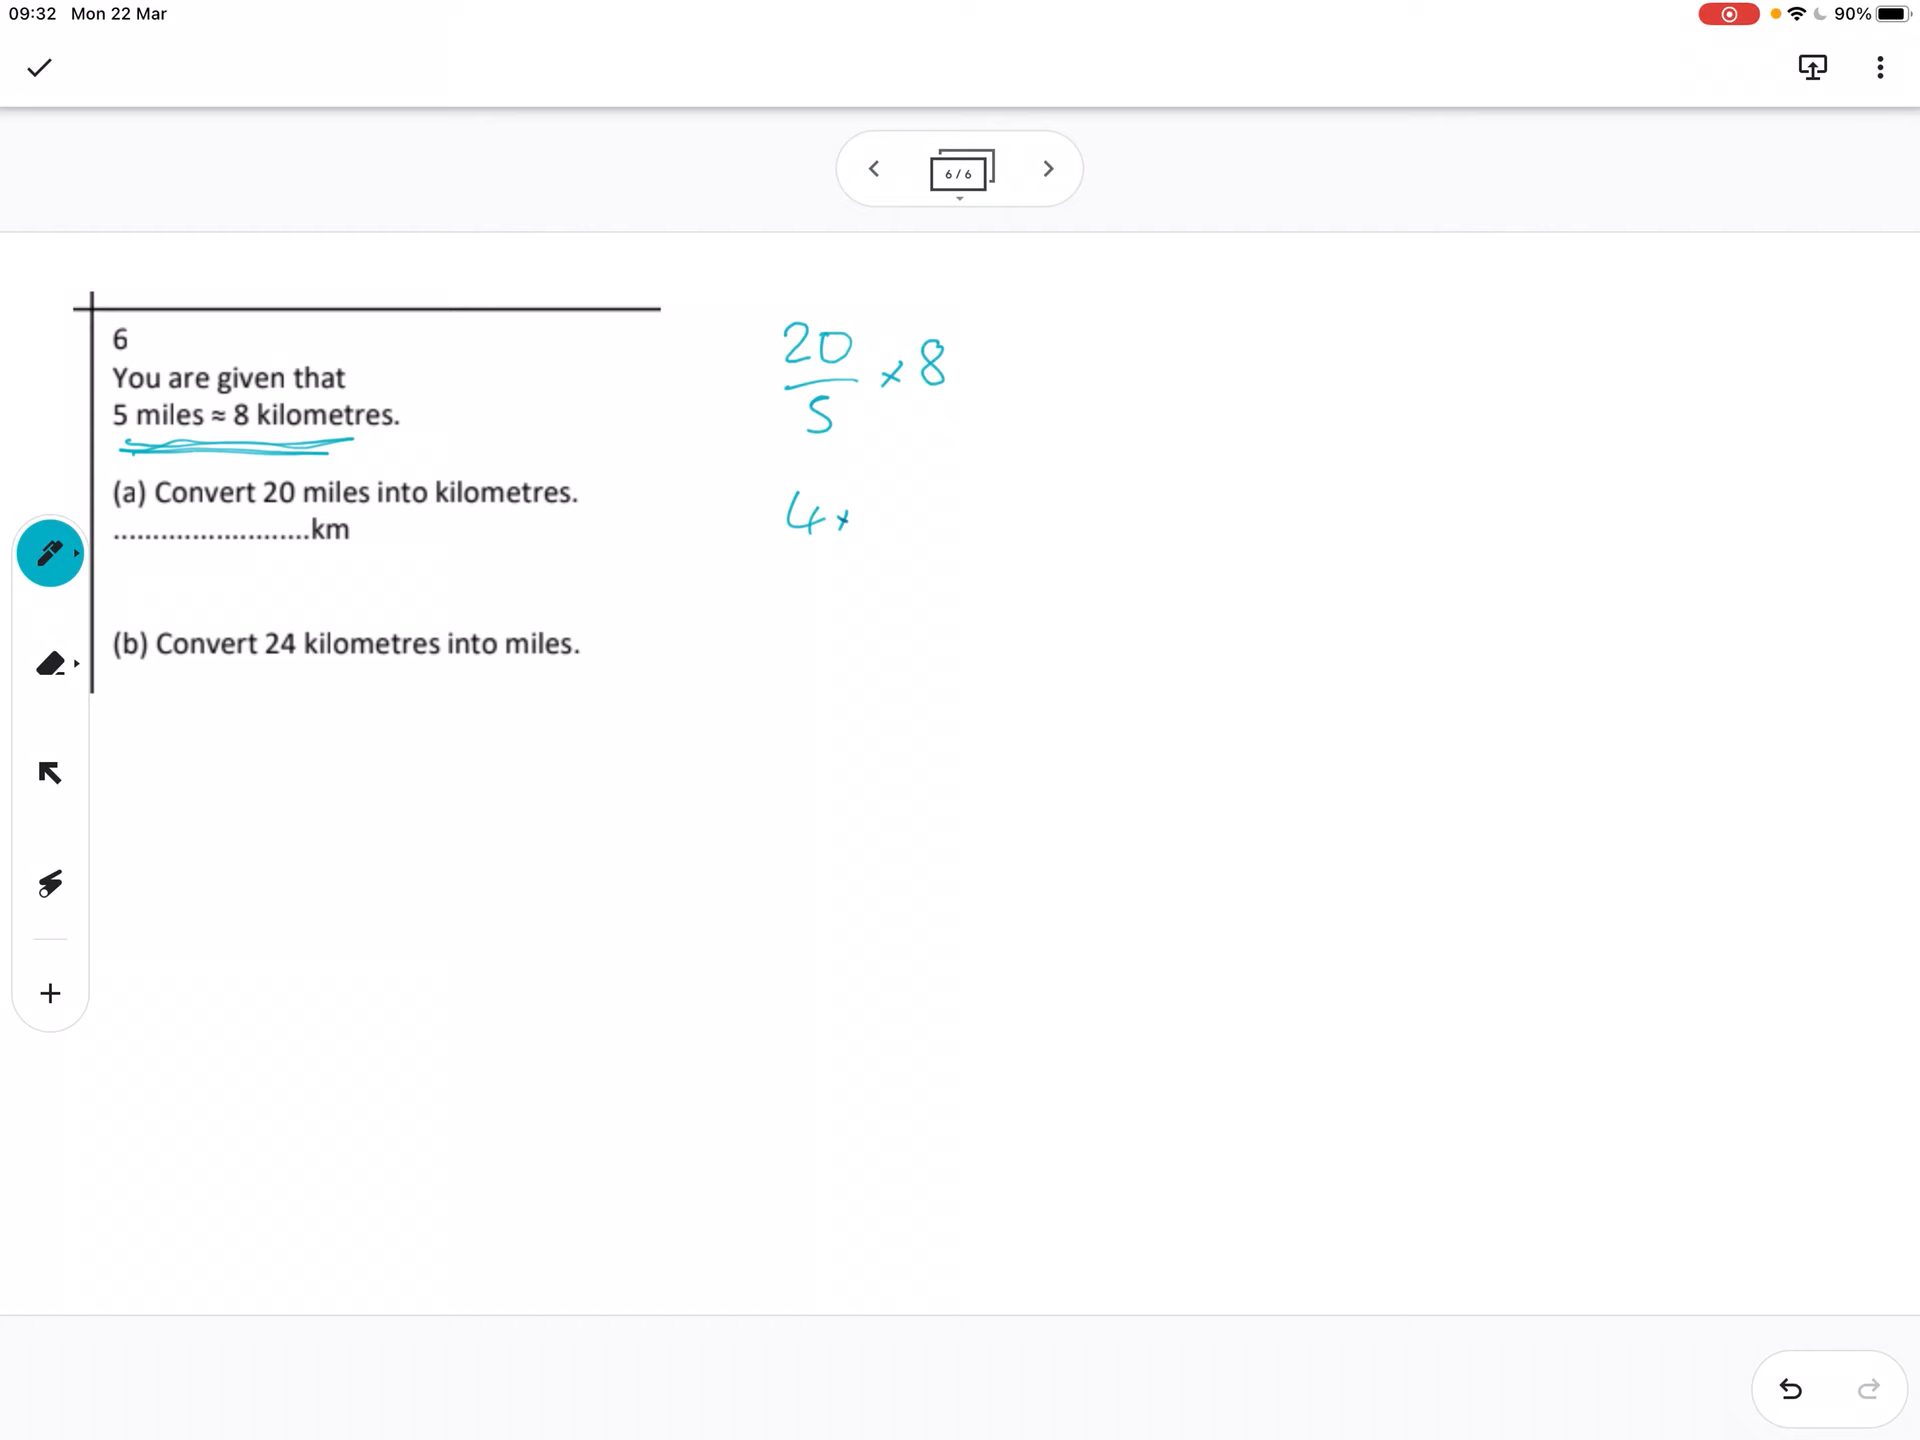 09:32 Mon 22 Mar
90%
6 / 6
6
You are given that
5 miles ≈ 8 kilometres.
(a) Convert 20 miles into kilometres.
.........................km
(b) Convert 24 kilometres into miles.
20
× 8
5
4 ×